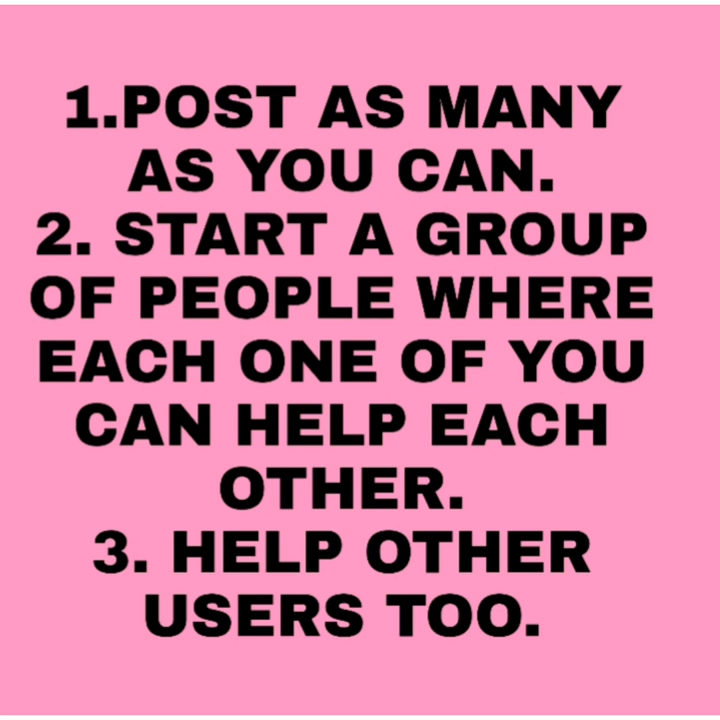 1.POST AS MANY
AS YOU CAN.
2. START A GROUP
OF PEOPLE WHERE
EACH ONE OF YOU
CAN HELP EACH
OTHER.
3. HELP OTHER
USERS TOO.